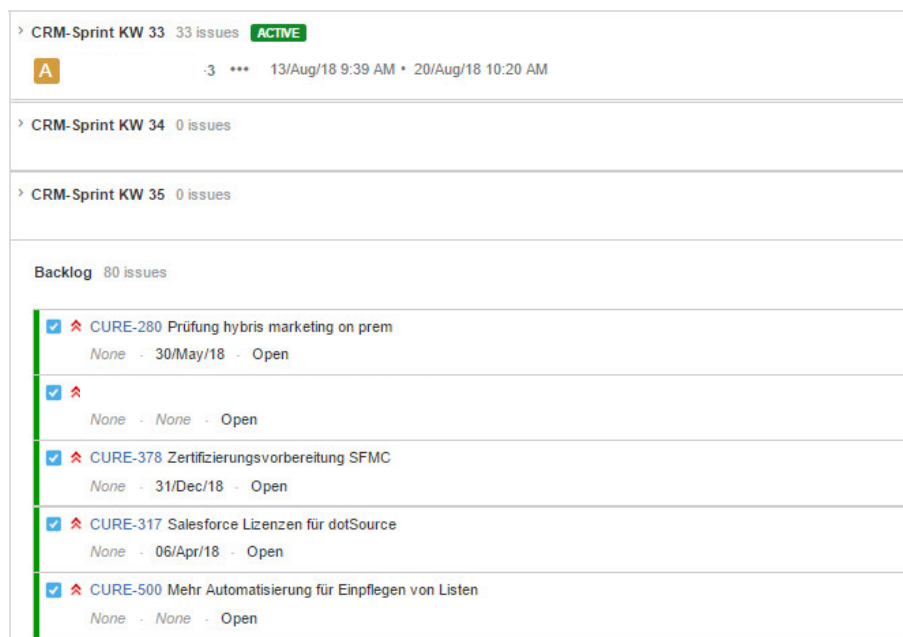 CRM-Sprint KW 33 33 issues ACTIVE
A ·3 ••• 13/Aug/18 9:39 AM • 20/Aug/18 10:20 AM
CRM-Sprint KW 34 0 issues
CRM-Sprint KW 35 0 issues
Backlog 80 issues
CURE-280 Prüfung hybris marketing on prem
None · 30/May/18 · Open
None · None · Open
CURE-378 Zertifizierungsvorbereitung SFMC
None · 31/Dec/18 · Open
CURE-317 Salesforce Lizenzen für dotSource
None · 06/Apr/18 · Open
CURE-500 Mehr Automatisierung für Einpflegen von Listen
None · None · Open